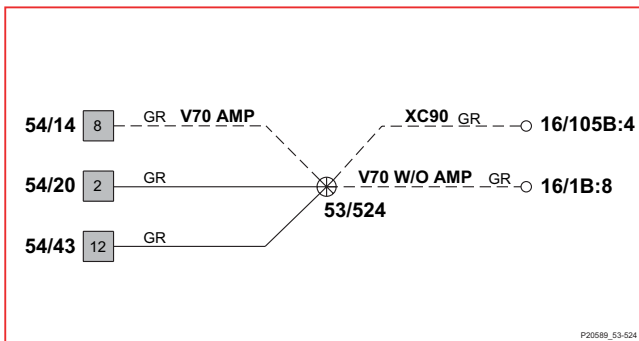 54/14 8 GR V70 AMP XC90 GR 16/105B:4
54/20 2 GR V70 W/O AMP GR 16/1B:8
53/524
54/43 12 GR
P20589_53-524